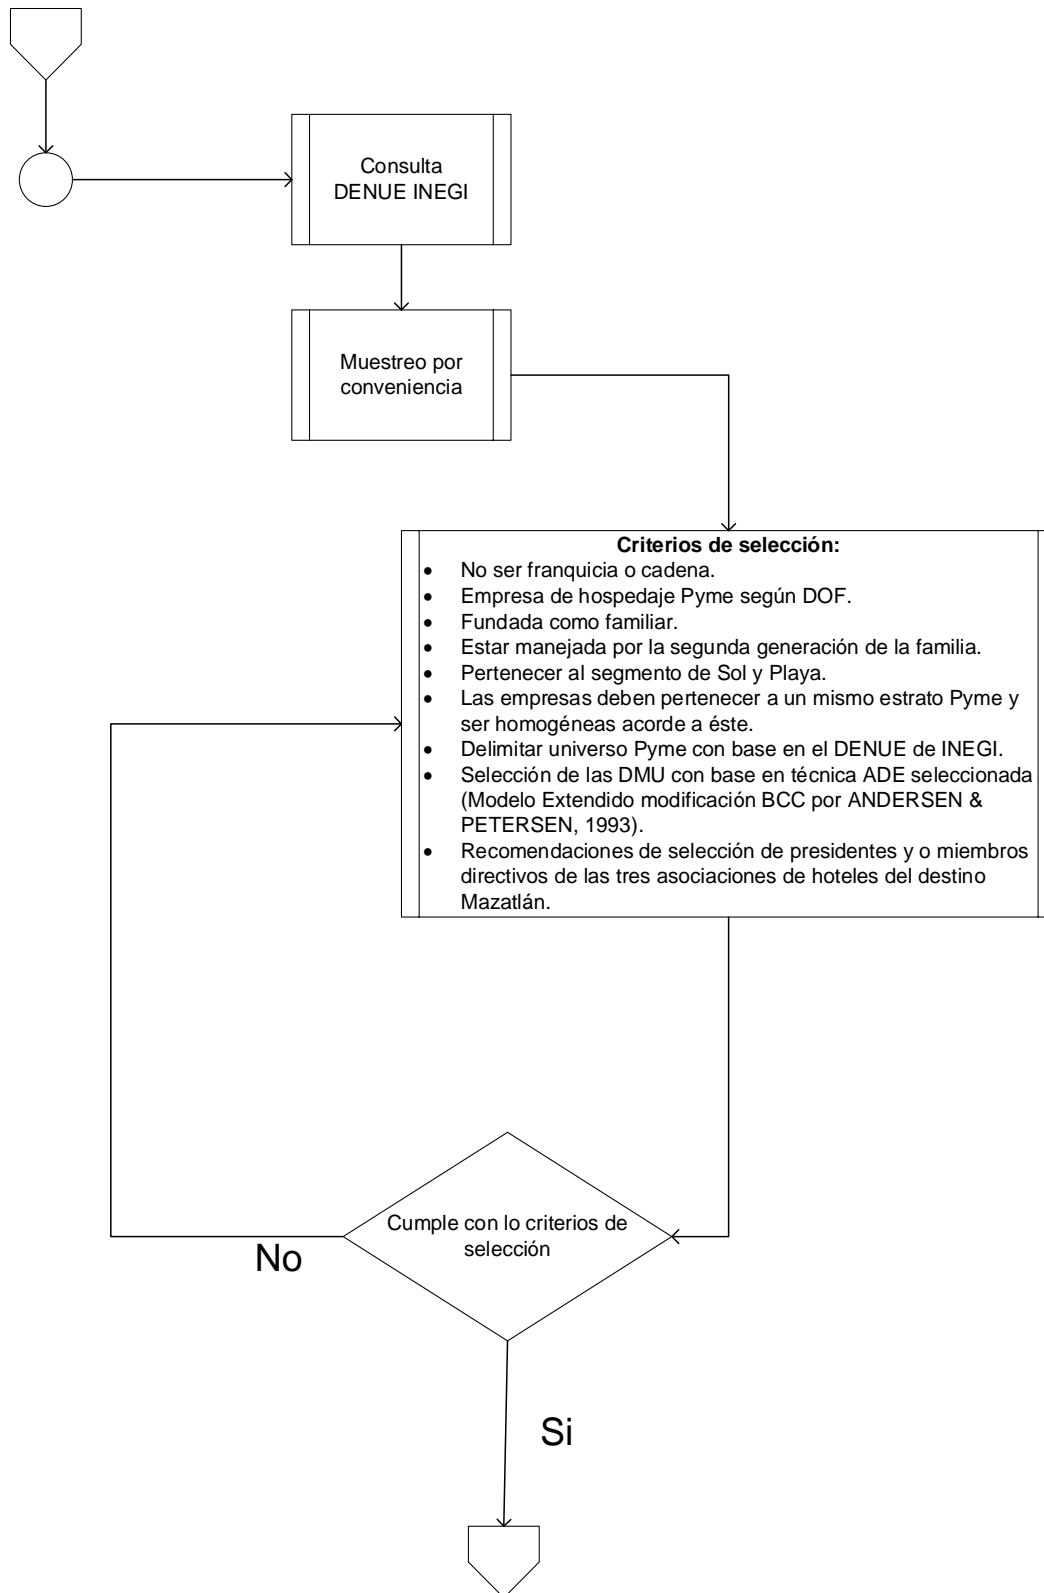 Consulta
DENUE INEGI
Muestreo por
conveniencia
Criterios de selección:
• No ser franquicia o cadena.
• Empresa de hospedaje Pyme según DOF.
• Fundada como familiar.
• Estar manejada por la segunda generación de la familia.
• Pertenecer al segmento de Sol y Playa.
• Las empresas deben pertenecer a un mismo estrato Pyme y
ser homogéneas acorde a éste.
• Delimitar universo Pyme con base en el DENUE de INEGI.
• Selección de las DMU con base en técnica ADE seleccionada
(Modelo Extendido modificación BCC por ANDERSEN &
PETERSEN, 1993).
• Recomendaciones de selección de presidentes y o miembros
directivos de las tres asociaciones de hoteles del destino
Mazatlán.
Cumple con lo criterios de
selección
No
Si